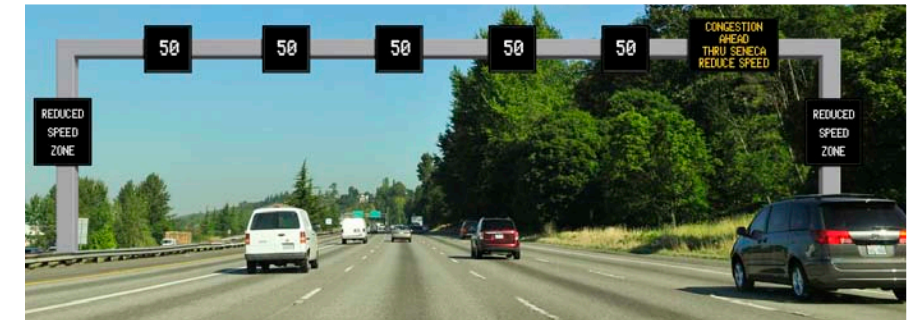 50
50
50
50
50
CONGESTION
AHEAD
THRU SENECA
REDUCE SPEED
REDUCED
SPEED
ZONE
REDUCED
SPEED
ZONE